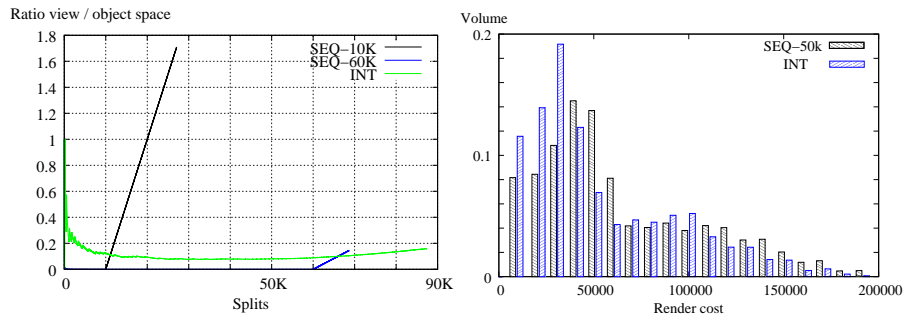 Ratio view / object space
1.8
1.6
1.4
1.2
1
0.8
0.6
0.4
0.2
0
0
30K
60K
90K
Splits
SEQ−10K
SEQ−60K
INT
Volume
0.2
0.1
0
0
50000
100000
150000
200000
Render cost
SEQ−50k
INT